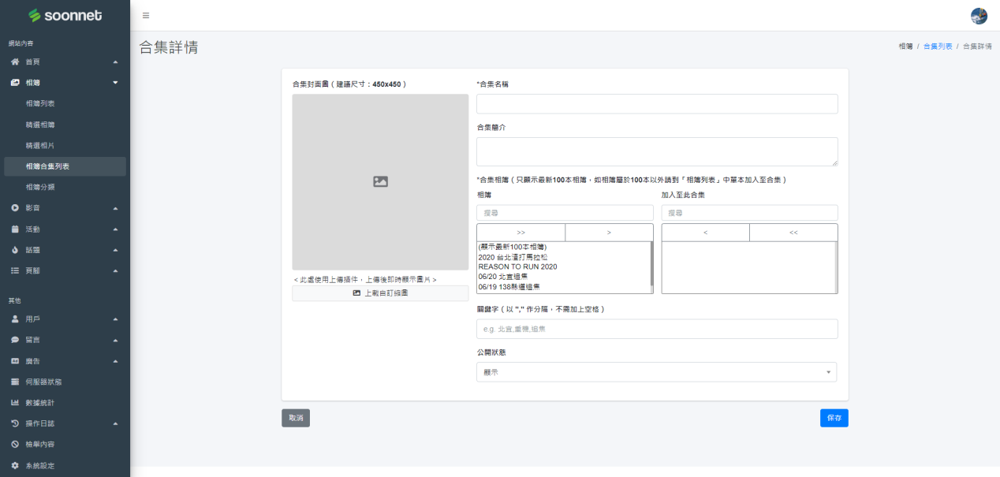 soonnet
網站內容
首頁
相簿
相簿列表
精選相簿
精選相片
相簿合集列表
相簿分類
影音
活動
話題
頁腳
其他
用戶
留言
廣告
伺服器狀態
數據統計
操作日誌
檢舉內容
系統設定
合集詳情
相簿 / 合集列表 / 合集詳情
合集封面圖 ( 建議尺寸：450x450 )
< 此處使用上傳插件，上傳後即時顯示圖片 >
上載自訂縮圖
*合集名稱
合集簡介
*合集相簿 ( 只顯示最新100本相簿，如相簿屬於100本以外請到「相簿列表」中單本加入至合集 )
相簿
搜尋
>> >
(顯示最新100本相簿)
2020 台北渣打馬拉松
REASON TO RUN 2020
06/20 北宜追焦
06/19 138縣道追焦
加入至此合集
搜尋
< <<
關鍵字 ( 以 "," 作分隔，不需加上空格 )
e.g. 北宜,重機,追焦
公開狀態
顯示
取消
保存